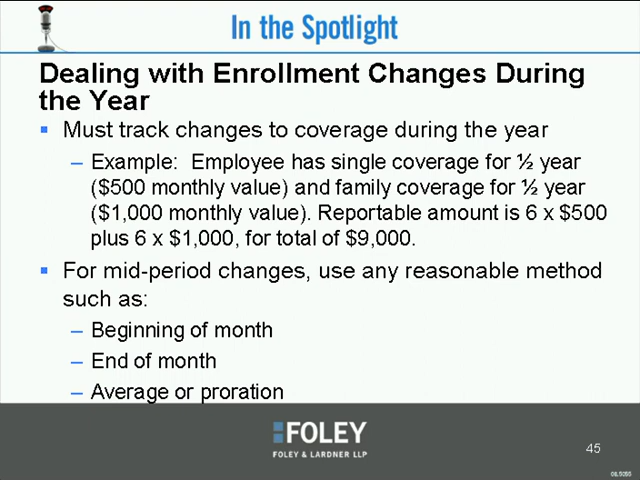 In the Spotlight
Dealing with Enrollment Changes During
the Year
▪ Must track changes to coverage during the year
– Example: Employee has single coverage for ½ year
($500 monthly value) and family coverage for ½ year
($1,000 monthly value). Reportable amount is 6 x $500
plus 6 x $1,000, for total of $9,000.
▪ For mid-period changes, use any reasonable method
such as:
– Beginning of month
– End of month
– Average or proration
FOLEY
FOLEY & LARDNER LLP
45